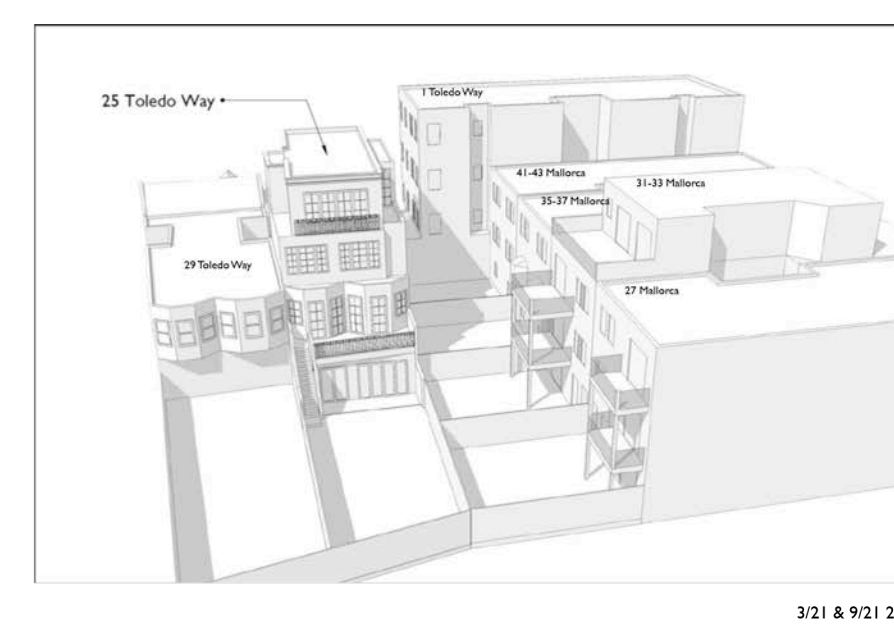 25 Toledo Way
1 Toledo Way
41-43 Mallorca
31-33 Mallorca
35-37 Mallorca
29 Toledo Way
27 Mallorca
3/21 & 9/21 2